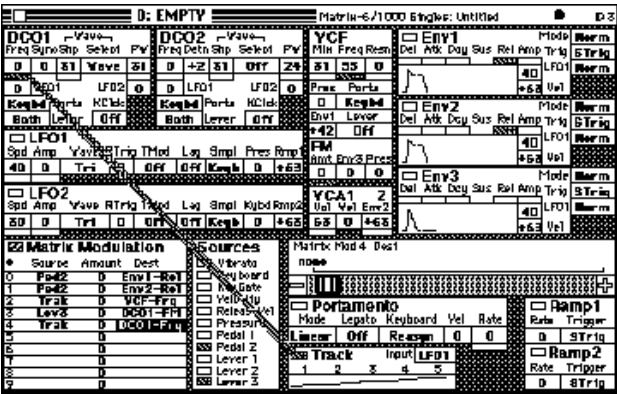 0: EMPTY Matrix-6/1000 Singles: Untitled
DCO1 Wave
Freq Sync Shp Select PW
0 0 31 Wave 31
LFO1 LFO2 0
Keybd Ports KClck
Both Lever Off
DCO2 Wave
Freq Detn Shp Select PW
0 +2 31 Off 24
0 LFO1 LFO2 0
Keybd Ports KClck
Both Lever Off
VCF
Mix Freq Resn
31 55 0
Pres Ports
0 Keybd
Env1 Lever
+42 Off
FM
Amt Env3 Pres
0 0 0
VCA1 2
Vol Vel Env2
63 0 +63
Env1 Mode Norm
Del Atk Dcy Sus Rel Amp Trig STrig
40 LFO1 Norm
+63 Vel
Env2 Mode Norm
Del Atk Dcy Sus Rel Amp Trig STrig
40 LFO1 Norm
+63 Vel
Env3 Mode Norm
Del Atk Dcy Sus Rel Amp Trig STrig
40 LFO1 Norm
+63 Vel
LFO1
Spd Amp Wave RTrig TMod Lag Smpl Pres Rmp1
40 0 Tri Off Off Keyb 0 +63
LFO2
Spd Amp Wave RTrig TMod Lag Smpl Kybd Rmp2
30 0 Tri 0 Off Off Keyb 0 +63
Matrix Modulation
Source Amount Dest
0 Ped2 0 Env1-Rel
1 Ped2 0 Env2-Rel
2 Trak 0 VCF-Frq
3 Lev3 0 DCO1-FM
4 Trak 0 DCO1-Frq
5 0
6 0
7 0
8 0
9 0
Sources
Vibrato
Keyboard
KeyGate
Velocity
Releas-Vel
Pressure
Pedal 1
Pedal 2
Lever 1
Lever 2
Lever 3
Matrix Mod 4 Dest
none
Portamento
Mode Legato Keyboard Vel Rate
Linear Off Reasgn 0 0
Track Input LFO1
1 2 3 4 5
Ramp1
Rate Trigger
0 STrig
Ramp2
Rate Trigger
0 STrig